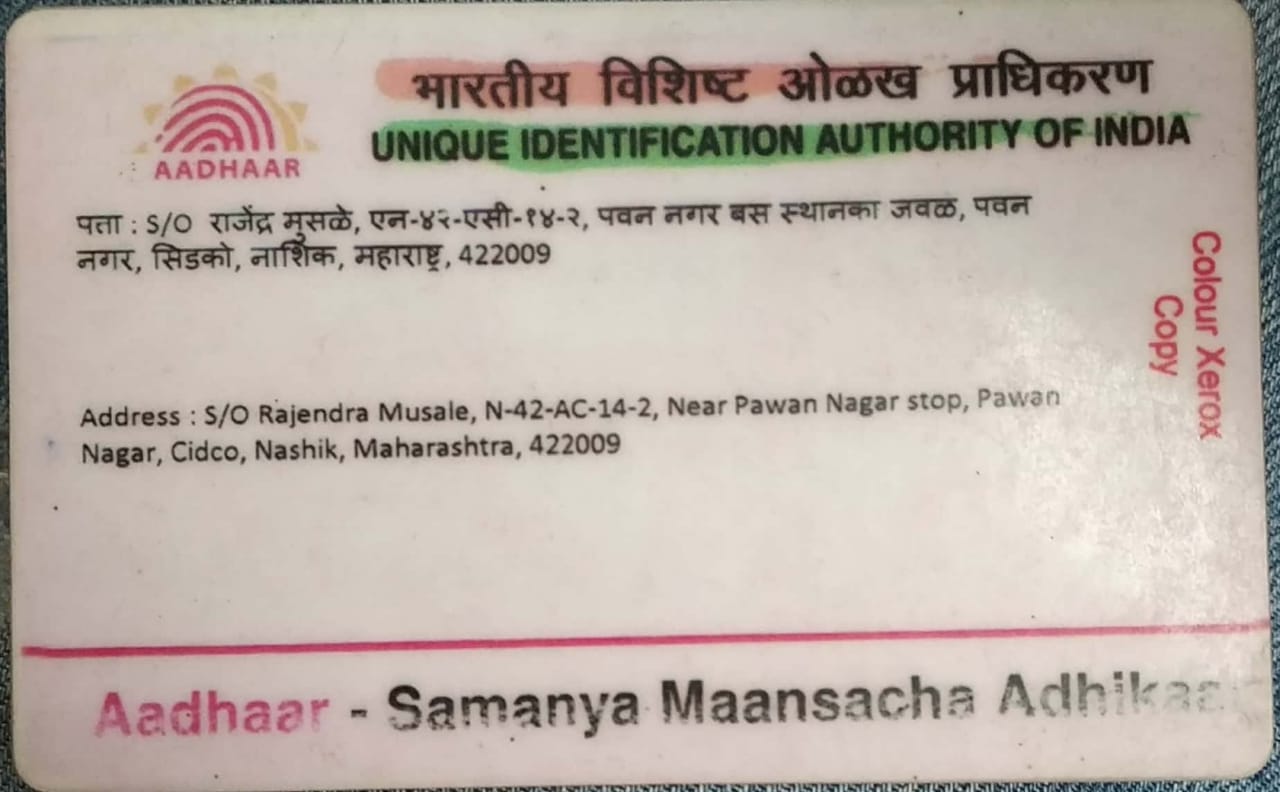 भारतीय विशिष्ट ओळख प्राधिकरण
UNIQUE IDENTIFICATION AUTHORITY OF INDIA
AADHAAR
पता : S/O राजेंद्र मुसळे, एन-४२-एसी-१४-२, पवन नगर बस स्थानका जवळ, पवन
नगर, सिडको, नाशिक, महाराष्ट्र, 422009
Colour Xerox
Copy
Address : S/O Rajendra Musale, N-42-AC-14-2, Near Pawan Nagar stop, Pawan
Nagar, Cidco, Nashik, Maharashtra, 422009
Aadhaar - Samanya Maansacha